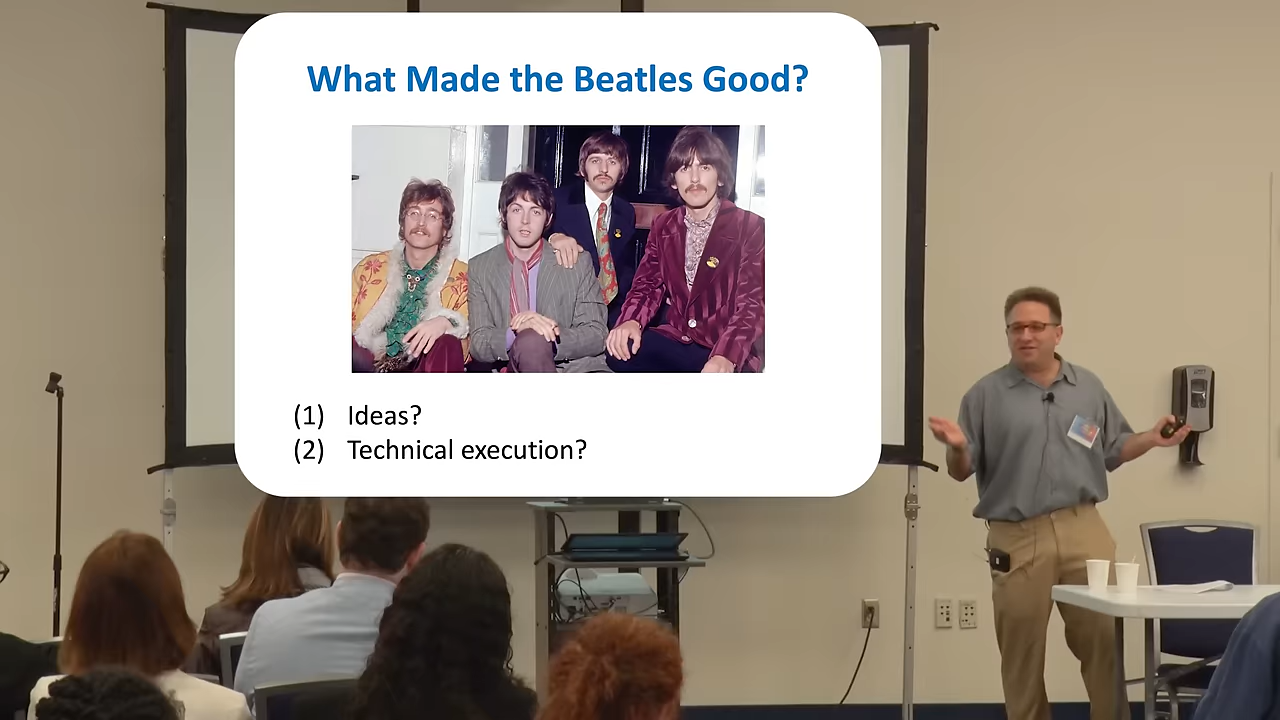 What Made the Beatles Good?
(1) Ideas?
(2) Technical execution?